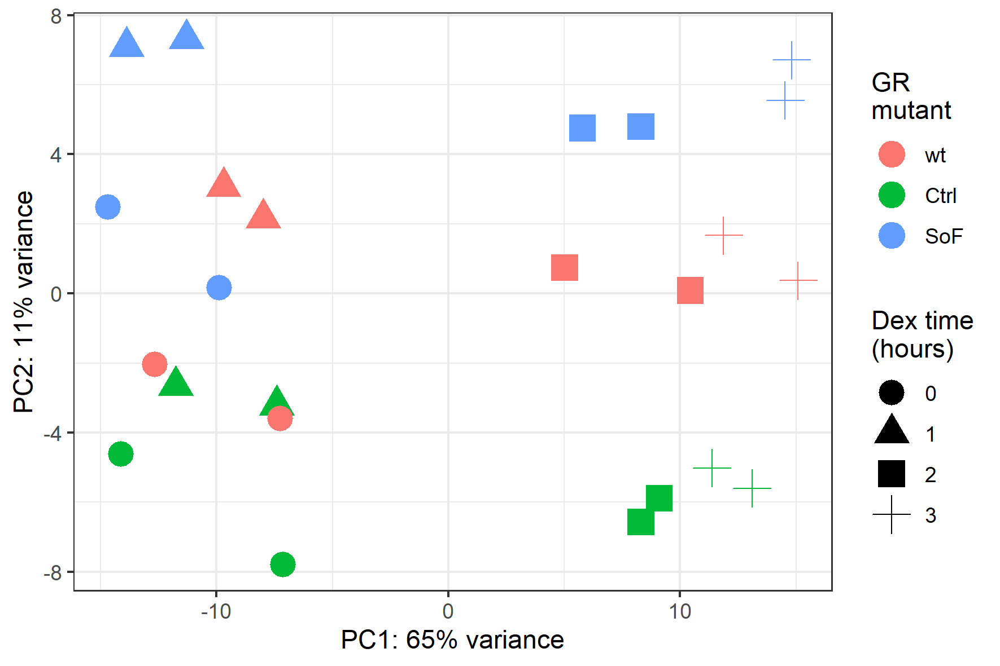 8
4
0
-4
-8
-10
0
10
PC2: 11% variance
PC1: 65% variance
GR
mutant
wt
Ctrl
SoF
Dex time
(hours)
0
1
2
3